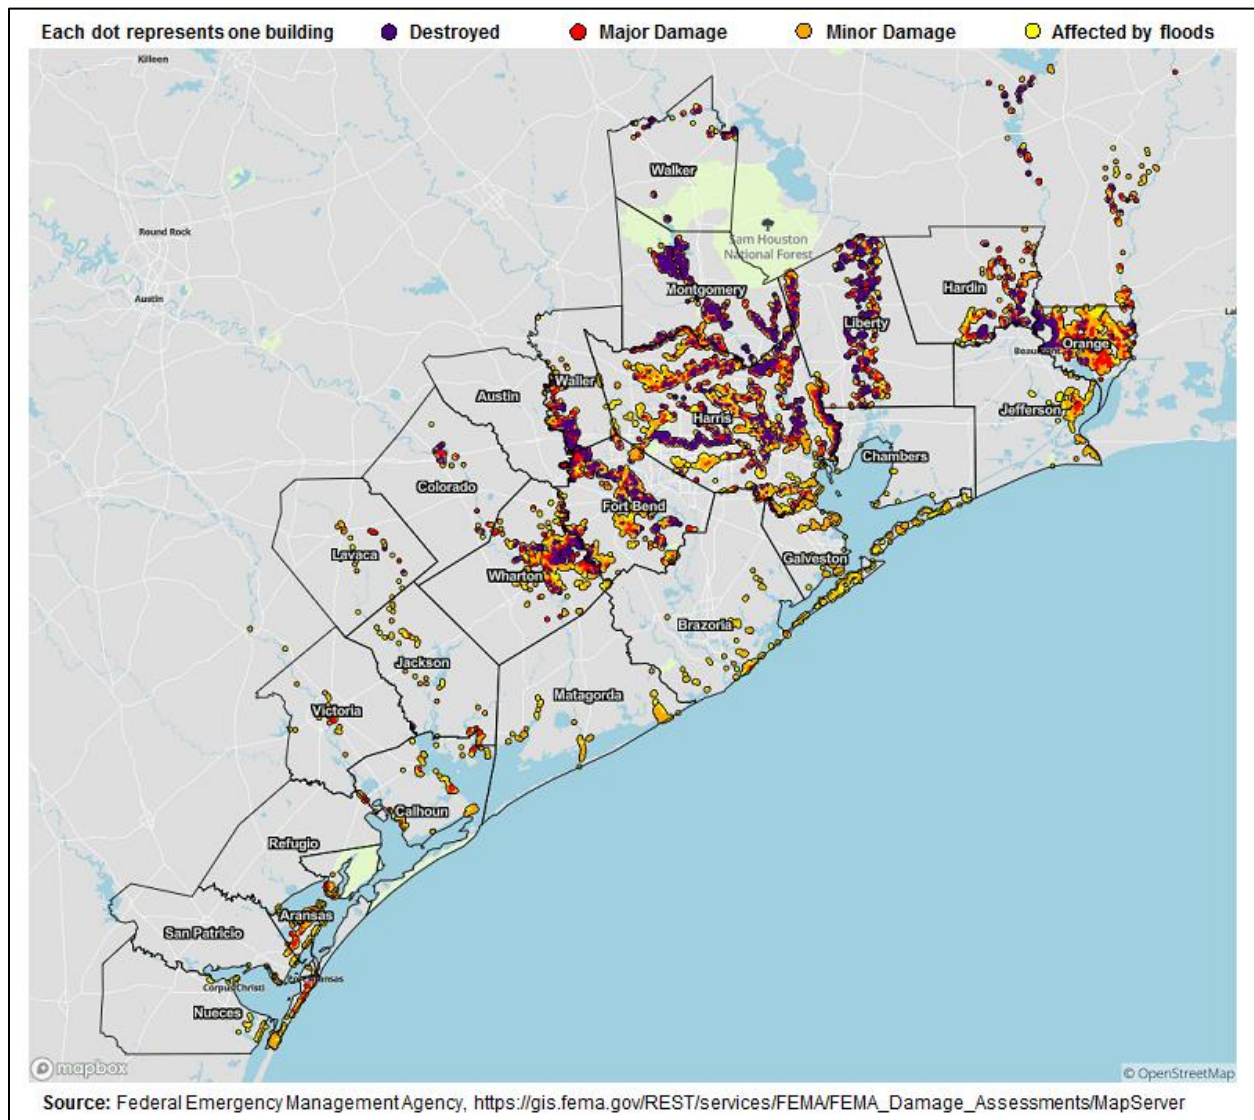 Each dot represents one building Destroyed Major Damage Minor Damage Affected by floods
Killeen
Walker
Round Rock
Sam Houston
National Forest
Austin
Montgomery
Hardin
Liberty
Orange
Beaumont
Waller
Austin
Harris
Jefferson
Chambers
Colorado
Fort Bend
Lavaca
Galveston
Wharton
Brazoria
Jackson
Matagorda
Victoria
Calhoun
Refugio
Aransas
San Patricio
Corpus Christi
Nueces
mapbox
© OpenStreetMap
Source: Federal Emergency Management Agency, https://gis.fema.gov/REST/services/FEMA/FEMA_Damage_Assessments/MapServer